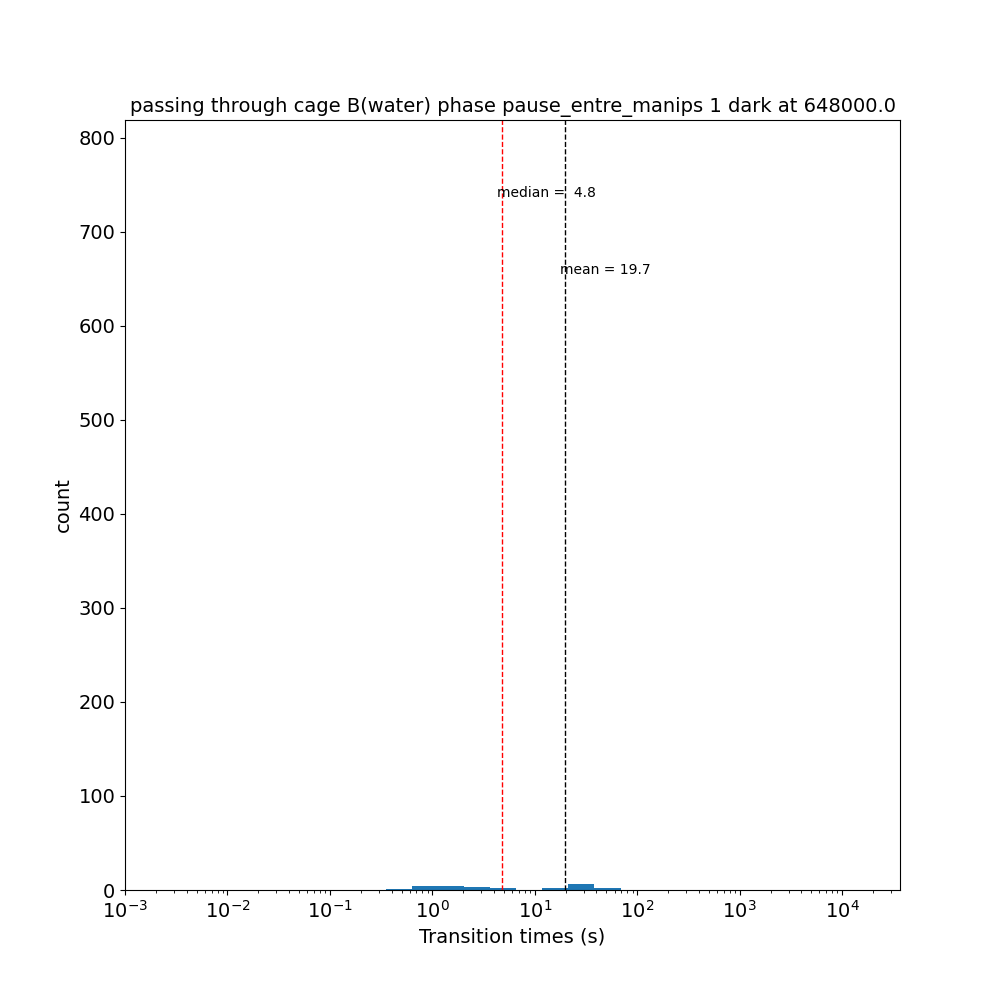 passing through cage B(water) phase pause_entre_manips 1 dark at 648000.0
800
median =  4.8
700
mean = 19.7
600
500
count
400
300
200
100
0
10⁻³ 10⁻² 10⁻¹ 10⁰ 10¹ 10² 10³ 10⁴
Transition times (s)